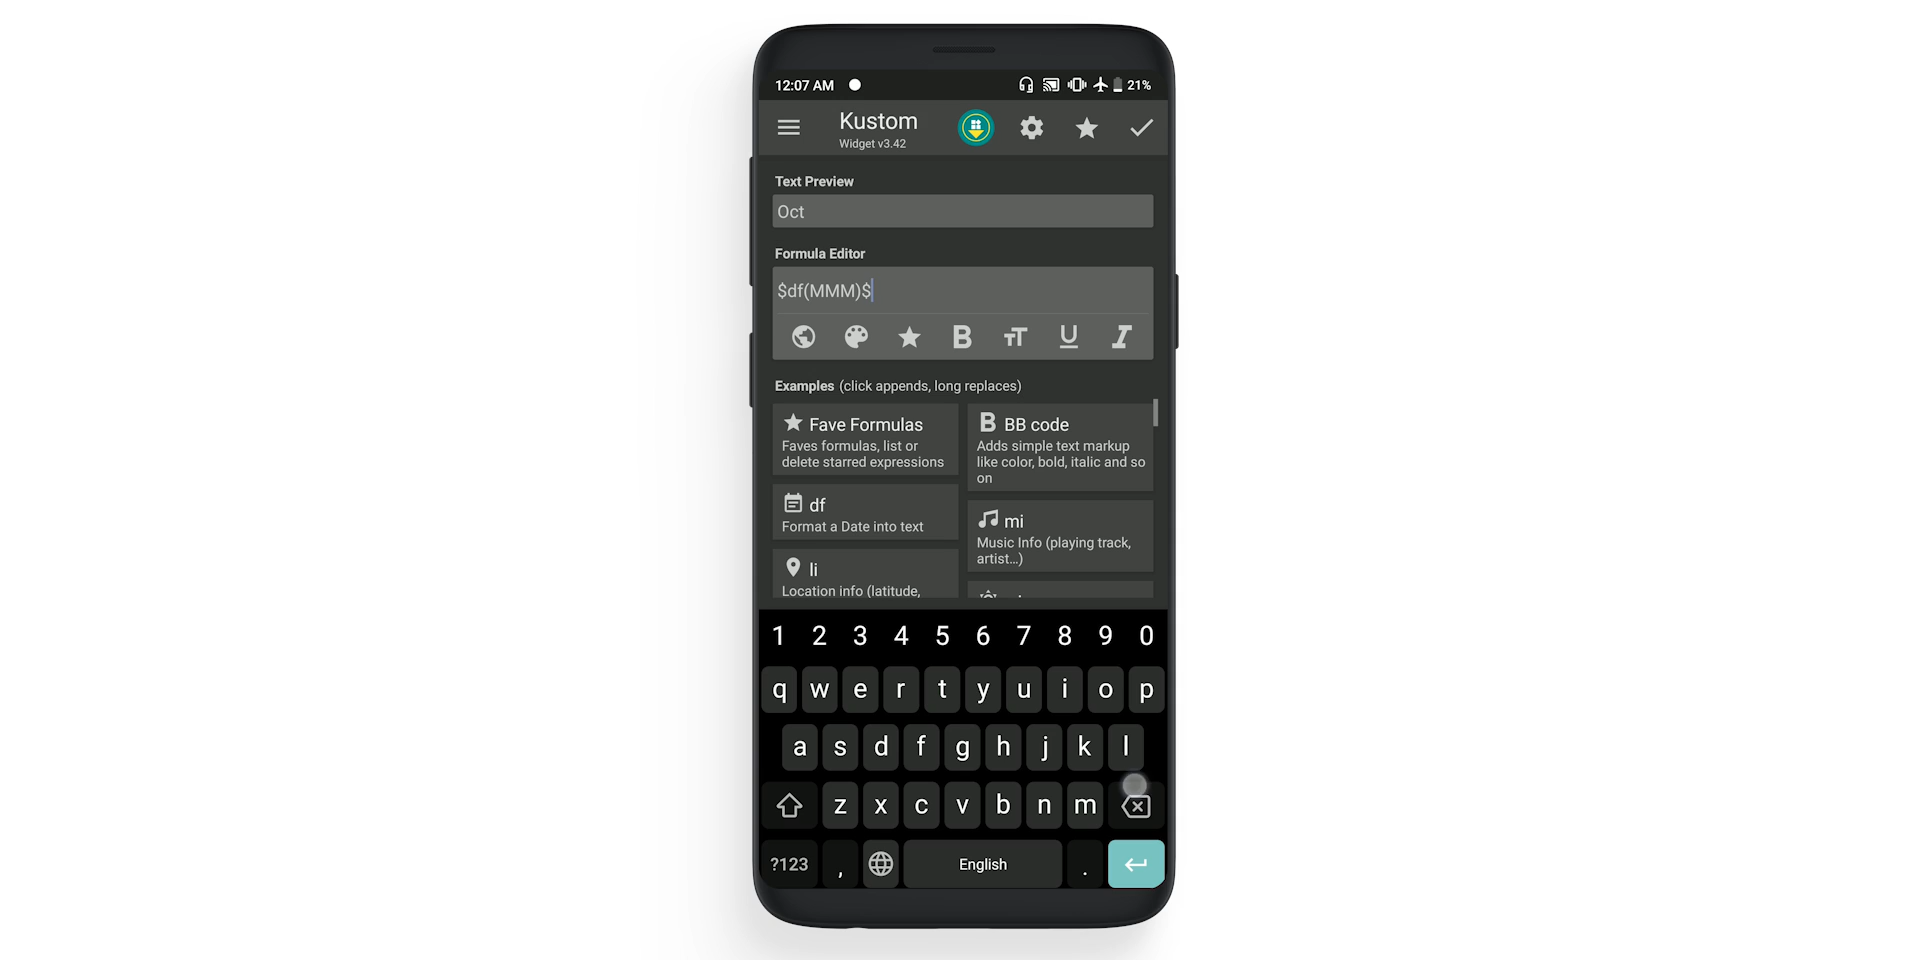 12:07 AM 21%
Kustom
Widget v3.42
Text Preview
Oct
Formula Editor
$df(MMM)$
B TT U I
Examples (click appends, long replaces)
Fave Formulas
Faves formulas, list or
delete starred expressions
B BB code
Adds simple text markup
like color, bold, italic and so
on
df
Format a Date into text
mi
Music Info (playing track,
artist...)
li
Location info (latitude,
1 2 3 4 5 6 7 8 9 0
q w e r t y u i o p
a s d f g h j k l
z x c v b n m
?123 , English .